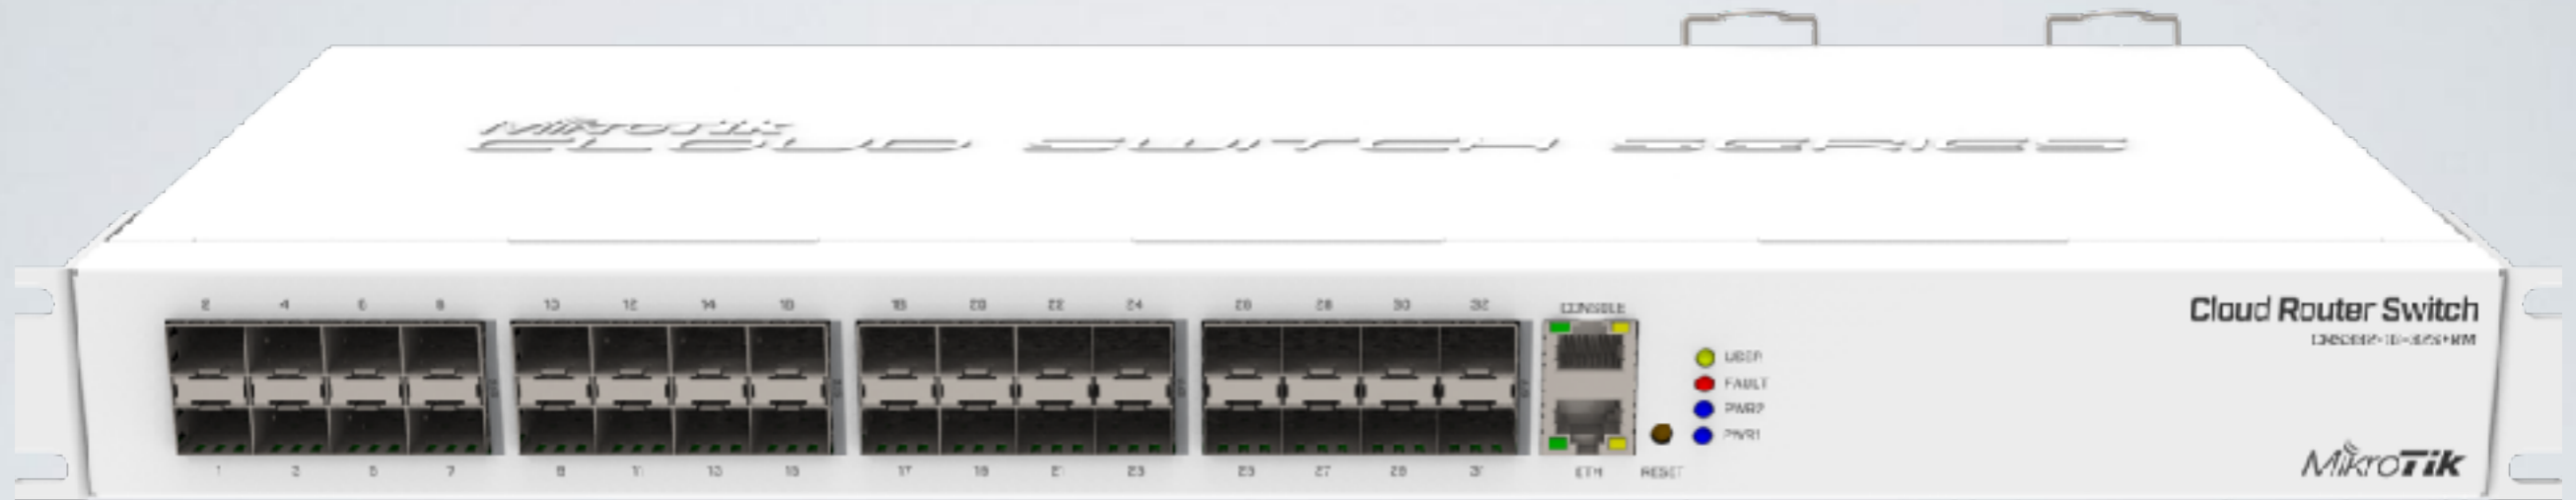 MikroTik
CLOUD SWITCH SERIES
2 4 6 8 10 12 14 16 18 20 22 24 26 28 30 32
CONSOLE
Cloud Router Switch
USER
FAULT
PWR2
PWR1
1 3 5 7 9 11 13 15 17 19 21 23 25 27 29 31
ETH
RESET
MikroTik